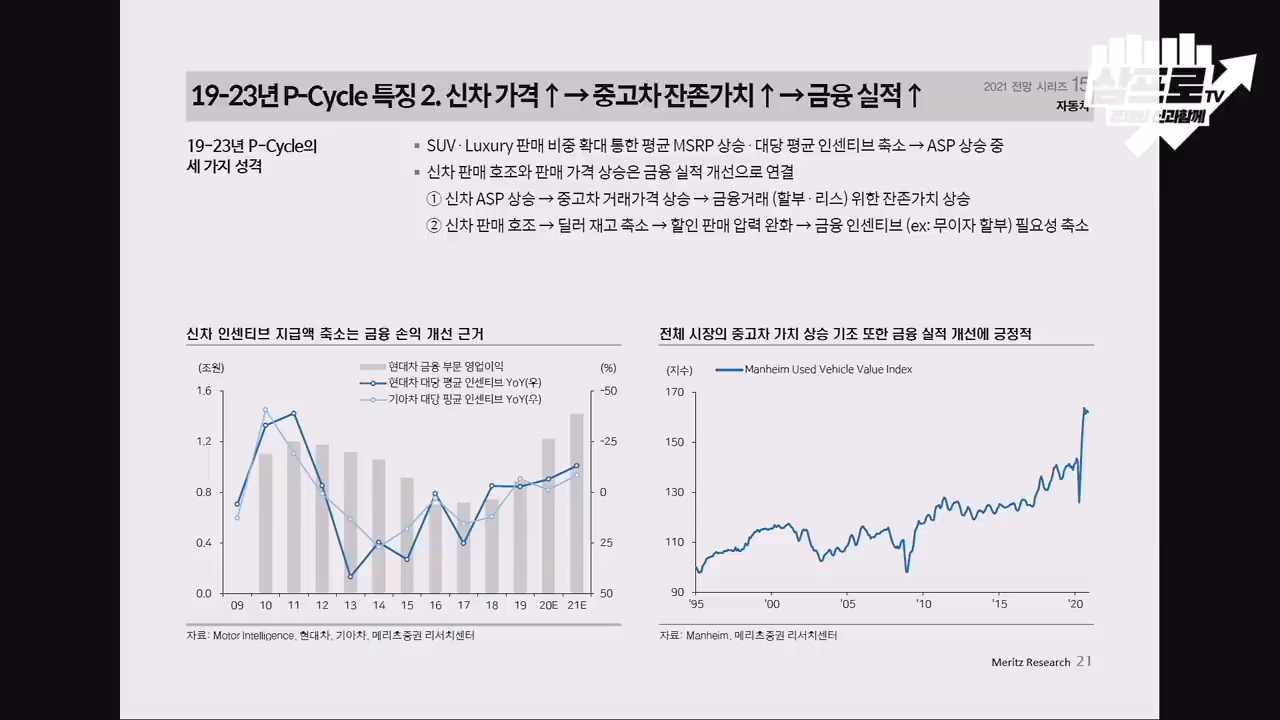 19-23년 P-Cycle 특징 2. 신차 가격↑→ 중고차 잔존가치↑→ 금융 실적↑
2021 전망 시리즈 15
자동차
삼프로TV
경제의 신과함께
19-23년 P-Cycle의
세 가지 성격
▪ SUV·Luxury 판매 비중 확대 통한 평균 MSRP 상승·대당 평균 인센티브 축소 → ASP 상승 중
▪ 신차 판매 호조와 판매 가격 상승은 금융 실적 개선으로 연결
① 신차 ASP 상승 → 중고차 거래가격 상승 → 금융거래 (할부·리스) 위한 잔존가치 상승
② 신차 판매 호조 → 딜러 재고 축소 → 할인 판매 압력 완화 → 금융 인센티브 (ex: 무이자 할부) 필요성 축소
신차 인센티브 지급액 축소는 금융 손익 개선 근거
(조원)
현대차 금융 부문 영업이익
현대차 대당 평균 인센티브 YoY(우)
기아차 대당 평균 인센티브 YoY(우)
(%)
1.6
1.2
0.8
0.4
0.0
-50
-25
0
25
50
09 10 11 12 13 14 15 16 17 18 19 20E 21E
자료: Motor Intelligence, 현대차, 기아차, 메리츠증권 리서치센터
전체 시장의 중고차 가치 상승 기조 또한 금융 실적 개선에 긍정적
(지수)
Manheim Used Vehicle Value Index
170
150
130
110
90
'95 '00 '05 '10 '15 '20
자료: Manheim, 메리츠증권 리서치센터
Meritz Research 21